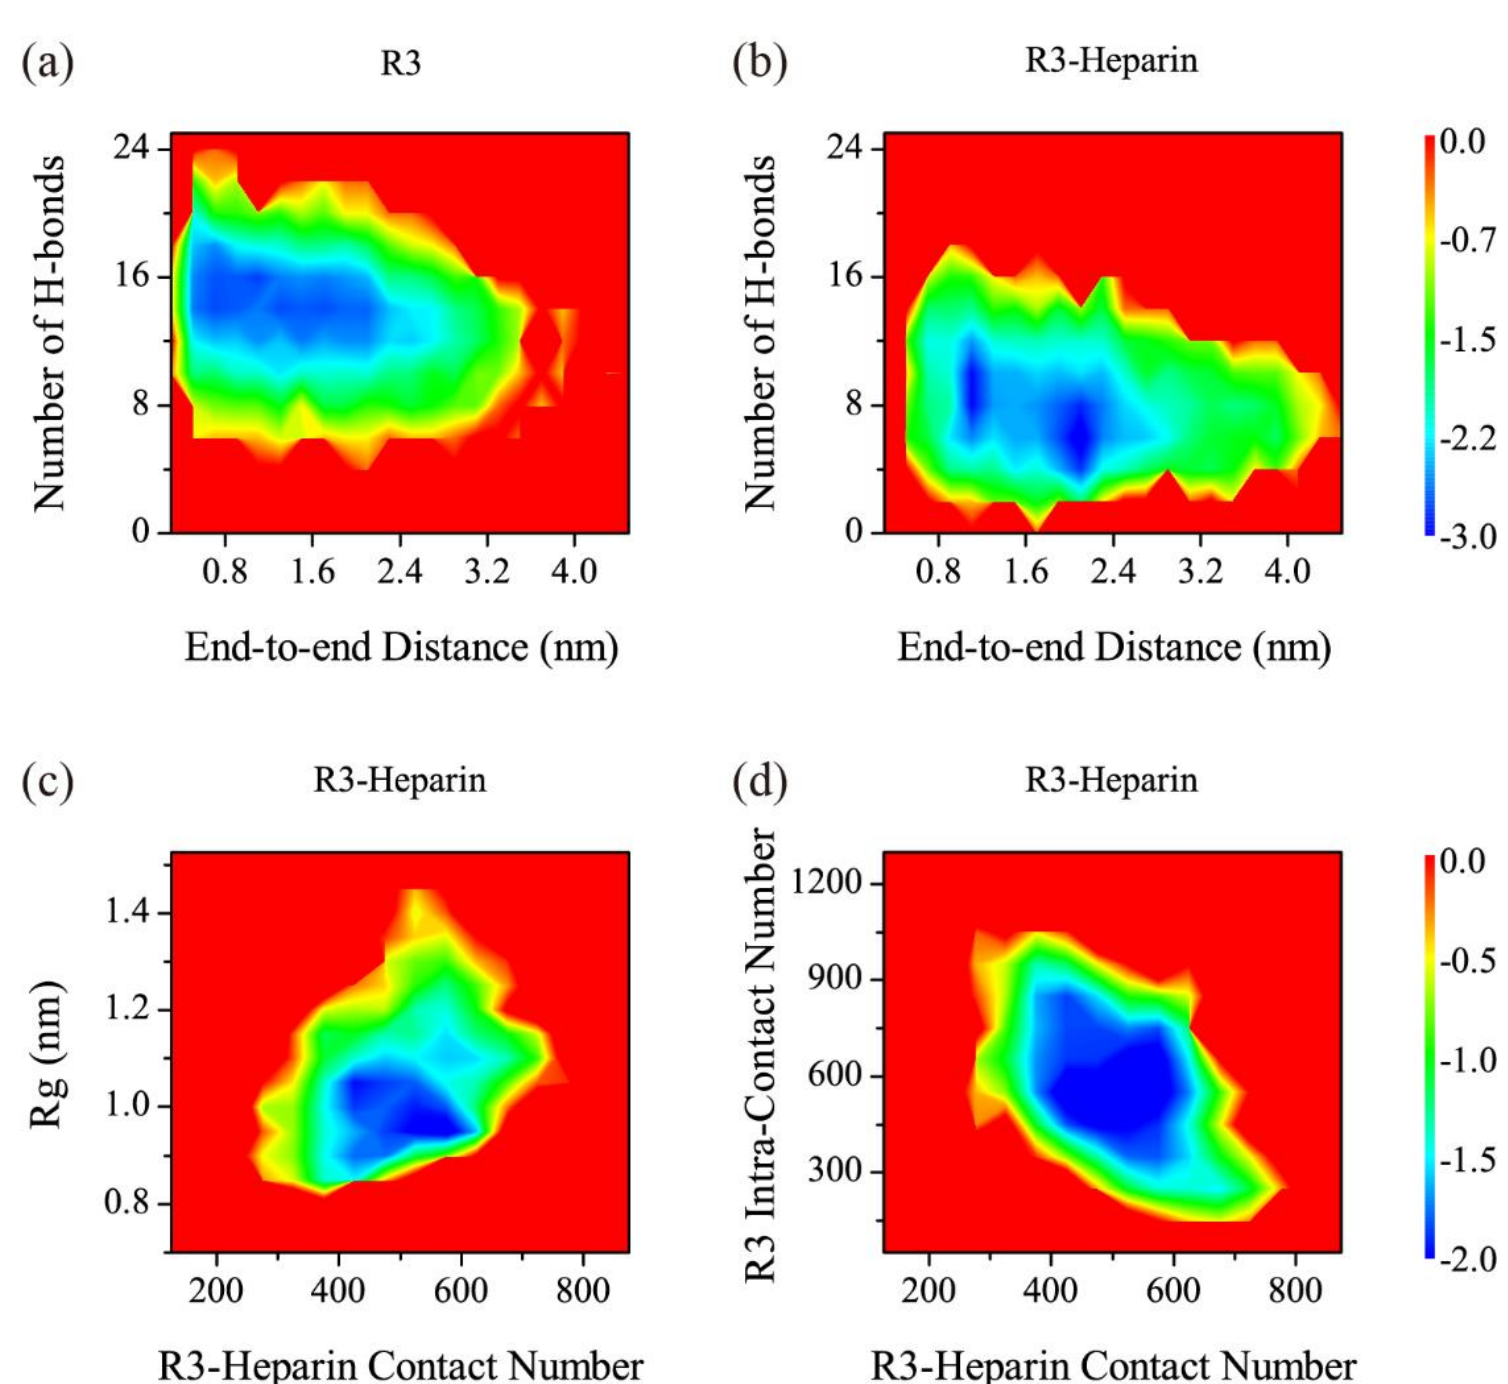 (a)
R3
Number of H-bonds
24
16
8
0
0.8 1.6 2.4 3.2 4.0
End-to-end Distance (nm)
(b)
R3-Heparin
Number of H-bonds
24
16
8
0
0.8 1.6 2.4 3.2 4.0
End-to-end Distance (nm)
0.0
-0.7
-1.5
-2.2
-3.0
(c)
R3-Heparin
Rg (nm)
1.4
1.2
1.0
0.8
200 400 600 800
R3-Heparin Contact Number
(d)
R3-Heparin
R3 Intra-Contact Number
1200
900
600
300
200 400 600 800
R3-Heparin Contact Number
0.0
-0.5
-1.0
-1.5
-2.0